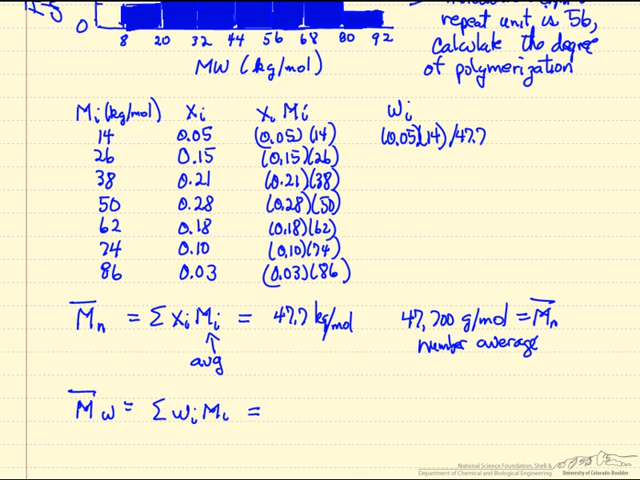 repeat unit is 56,
calculate the degree
of polymerization
0
8 20 32 44 56 68 80 92
MW (kg/mol)
Mi (kg/mol) xi xi Mi wi
14 0.05 (0.05)(14) (0.05)(14)/47.7
26 0.15 (0.15)(26)
38 0.21 (0.21)(38)
50 0.28 (0.28)(50)
62 0.18 (0.18)(62)
74 0.10 (0.10)(74)
86 0.03 (0.03)(86)
M̅n = Σ xi Mi = 47.7 kg/mol 47,700 g/mol = M̅n
↑ number average
avg
M̅w = Σ wi Mi =
National Science Foundation, Shell &
Department of Chemical and Biological Engineering University of Colorado-Boulder